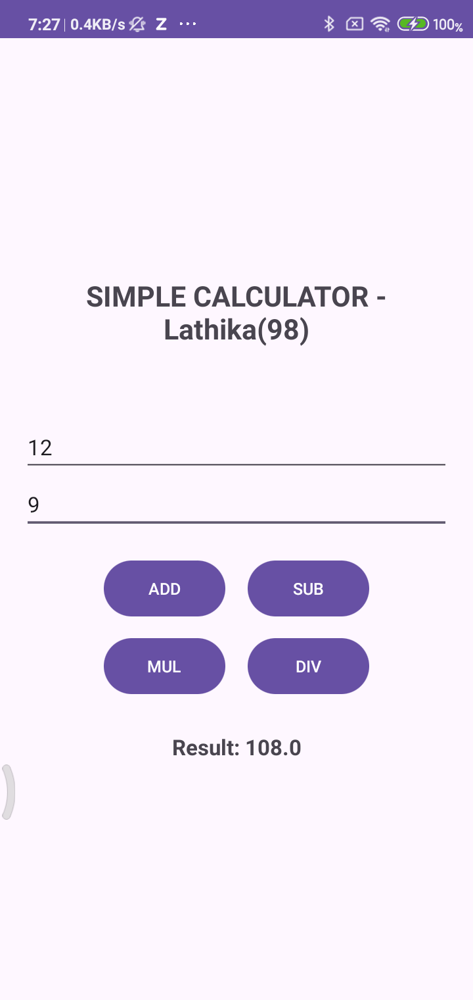 7:27 0.4KB/s Z ... 100%
SIMPLE CALCULATOR -
Lathika(98)
12
9
ADD SUB
MUL DIV
Result: 108.0